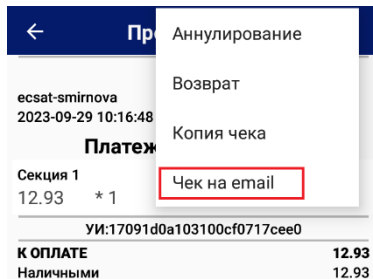 Пр
Аннулирование
Возврат
Копия чека
Чек на email
ecsat-smirnova
2023-09-29 10:16:48
Платеж
Секция 1
12.93 * 1
УИ:17091d0a103100cf0717cee0
К ОПЛАТЕ 12.93
Наличными 12.93